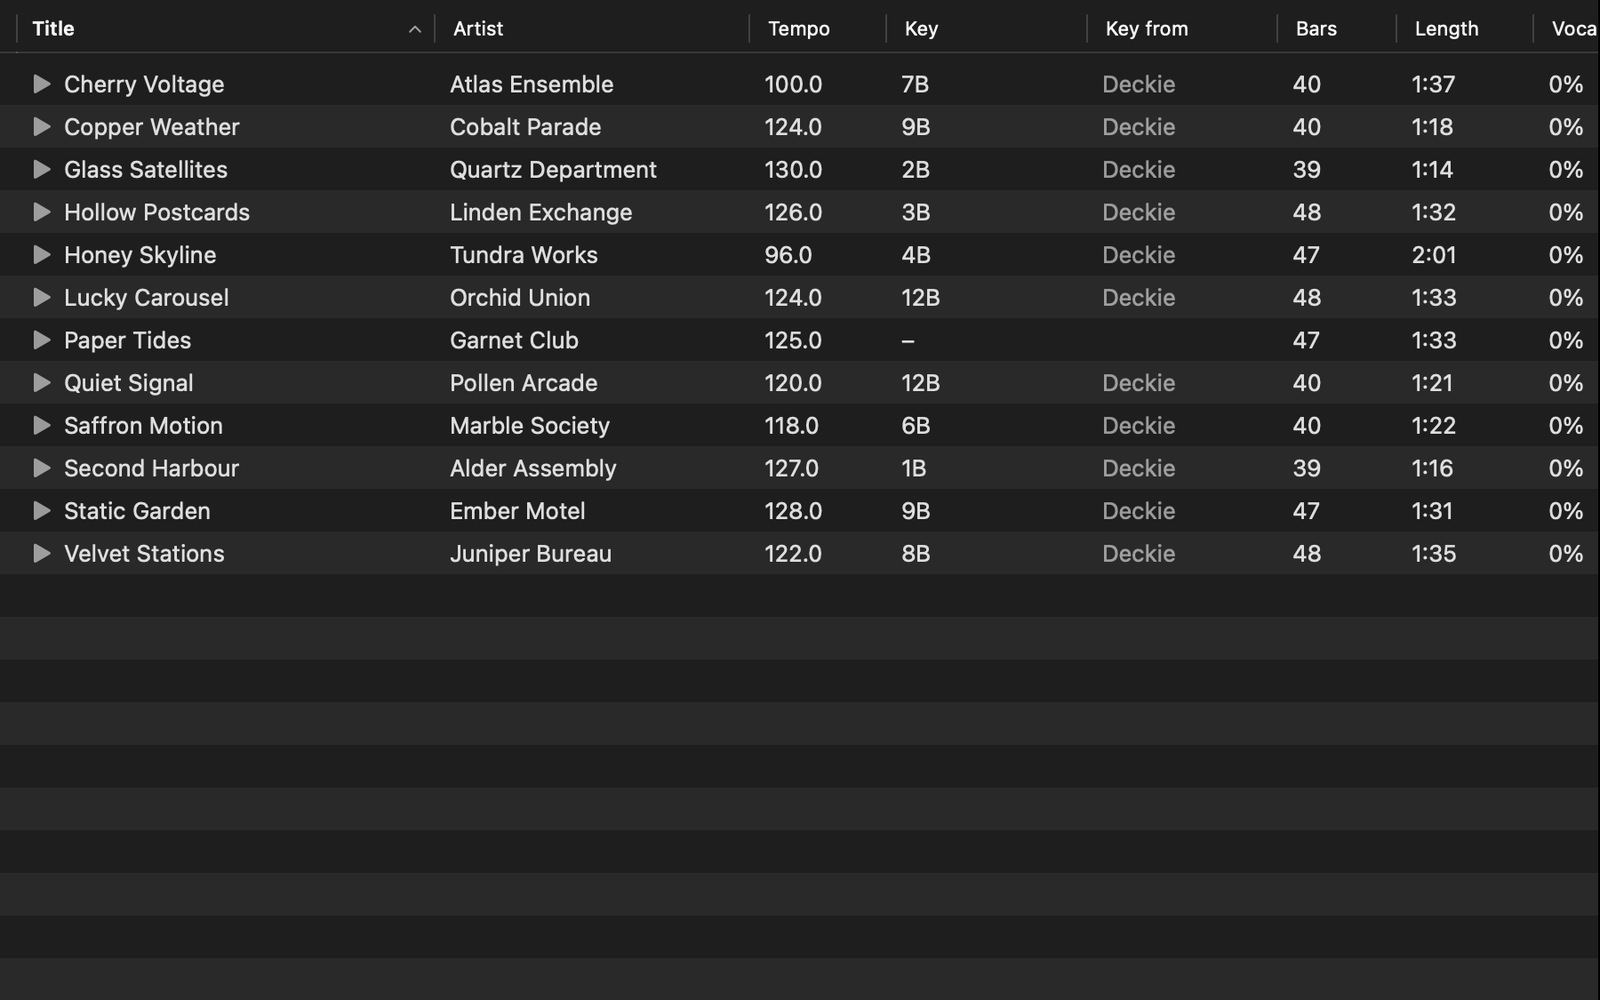 Title Artist Tempo Key Key from Bars Length Voca
Cherry Voltage Atlas Ensemble 100.0 7B Deckie 40 1:37 0%
Copper Weather Cobalt Parade 124.0 9B Deckie 40 1:18 0%
Glass Satellites Quartz Department 130.0 2B Deckie 39 1:14 0%
Hollow Postcards Linden Exchange 126.0 3B Deckie 48 1:32 0%
Honey Skyline Tundra Works 96.0 4B Deckie 47 2:01 0%
Lucky Carousel Orchid Union 124.0 12B Deckie 48 1:33 0%
Paper Tides Garnet Club 125.0 – 47 1:33 0%
Quiet Signal Pollen Arcade 120.0 12B Deckie 40 1:21 0%
Saffron Motion Marble Society 118.0 6B Deckie 40 1:22 0%
Second Harbour Alder Assembly 127.0 1B Deckie 39 1:16 0%
Static Garden Ember Motel 128.0 9B Deckie 47 1:31 0%
Velvet Stations Juniper Bureau 122.0 8B Deckie 48 1:35 0%